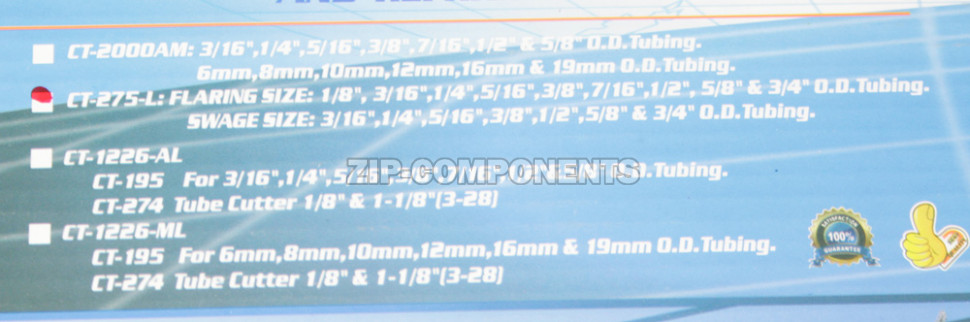 CT-2000AM: 3/16",1/4",5/16",3/8",7/16",1/2" & 5/8" O.D.Tubing.
6mm,8mm,10mm,12mm,16mm & 19mm O.D.Tubing.
CT-275-L: FLARING SIZE: 1/8", 3/16",1/4",5/16",3/8",7/16",1/2", 5/8" & 3/4" O.D.Tubing.
SWAGE SIZE: 3/16",1/4",5/16",3/8",1/2",5/8" & 3/4" O.D.Tubing.
CT-1226-AL
ZIP-COMPONENTS
CT-195 For 3/16",1/4", O.D.Tubing.
CT-274 Tube Cutter 1/8" & 1-1/8"(3-28)
CT-1226-ML
CT-195 For 6mm,8mm,10mm,12mm,16mm & 19mm O.D.Tubing.
CT-274 Tube Cutter 1/8" & 1-1/8"(3-28)
SATISFACTION
100%
GUARANTEE